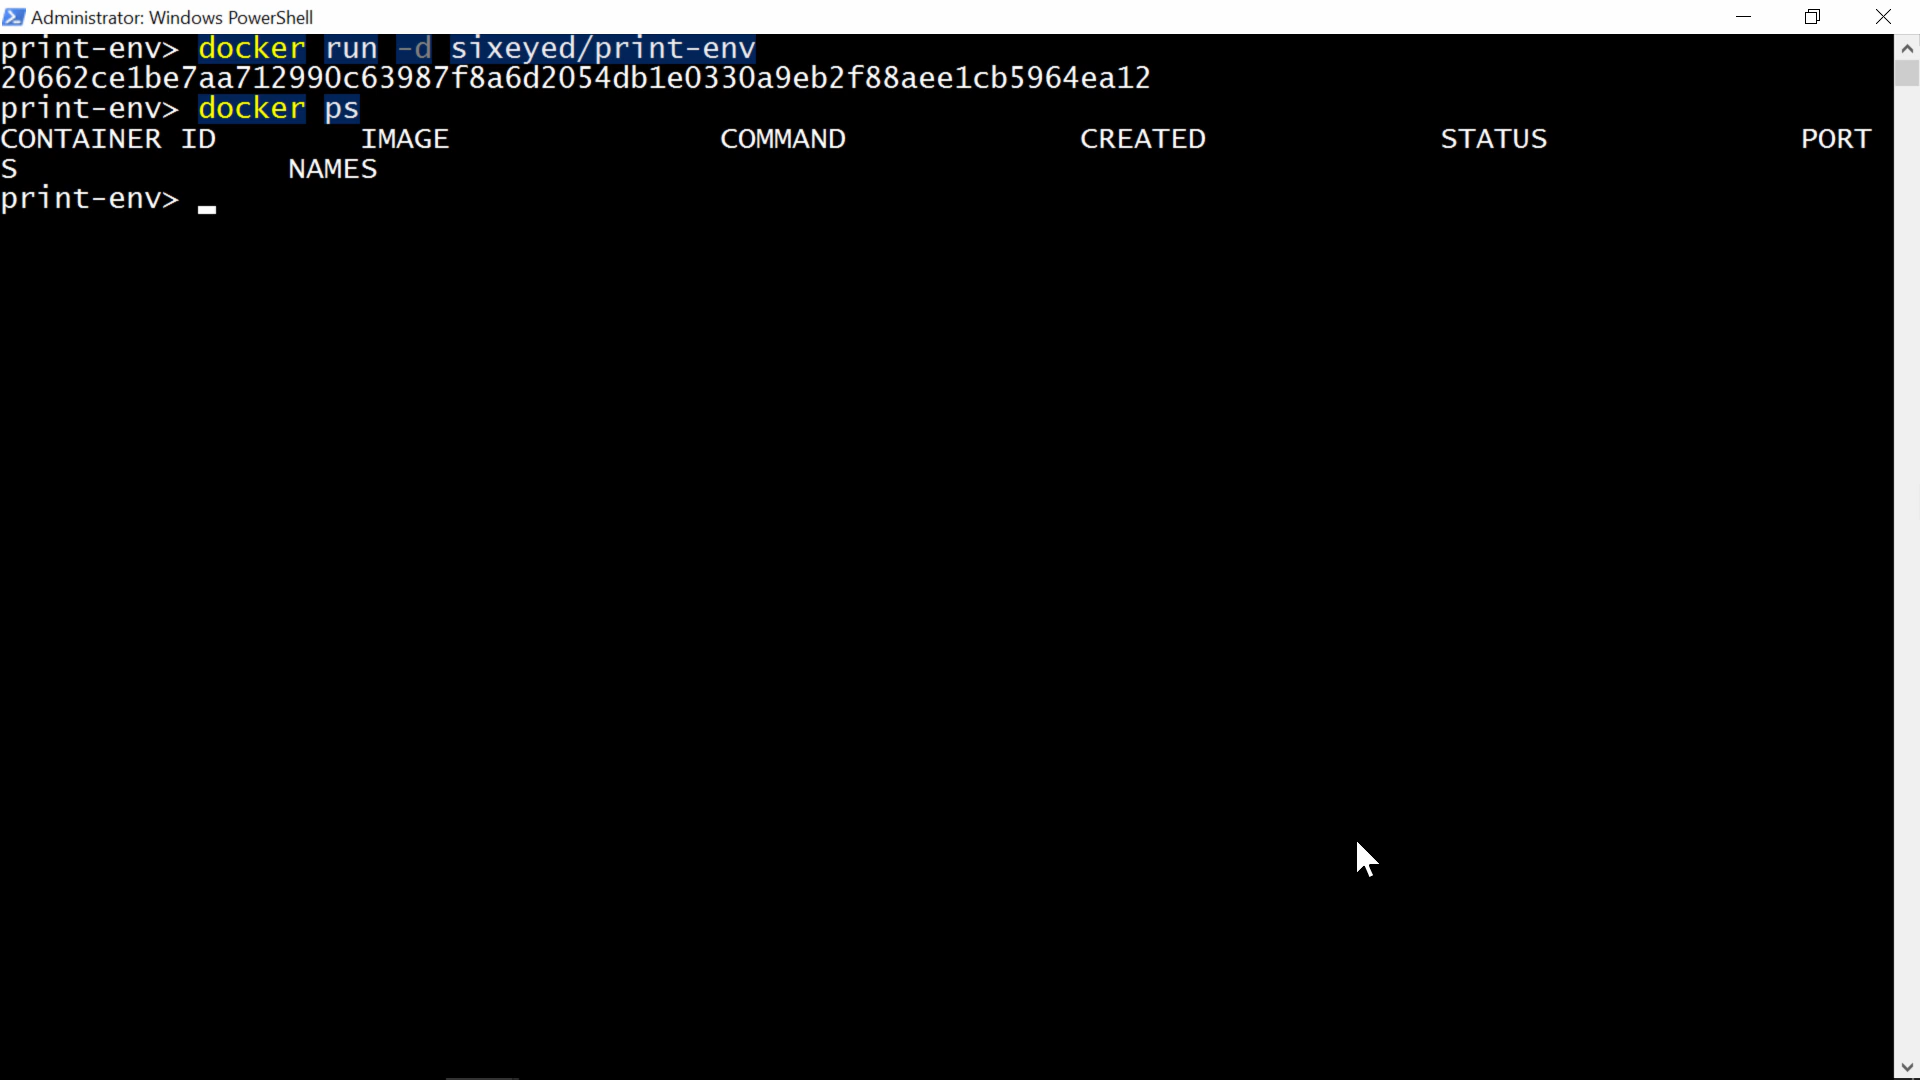 Administrator: Windows PowerShell
print-env> docker run -d sixeyed/print-env
20662ce1be7aa712990c63987f8a6d2054db1e0330a9eb2f88aee1cb5964ea12
print-env> docker ps
CONTAINER ID        IMAGE               COMMAND             CREATED             STATUS              PORT
S               NAMES
print-env> _